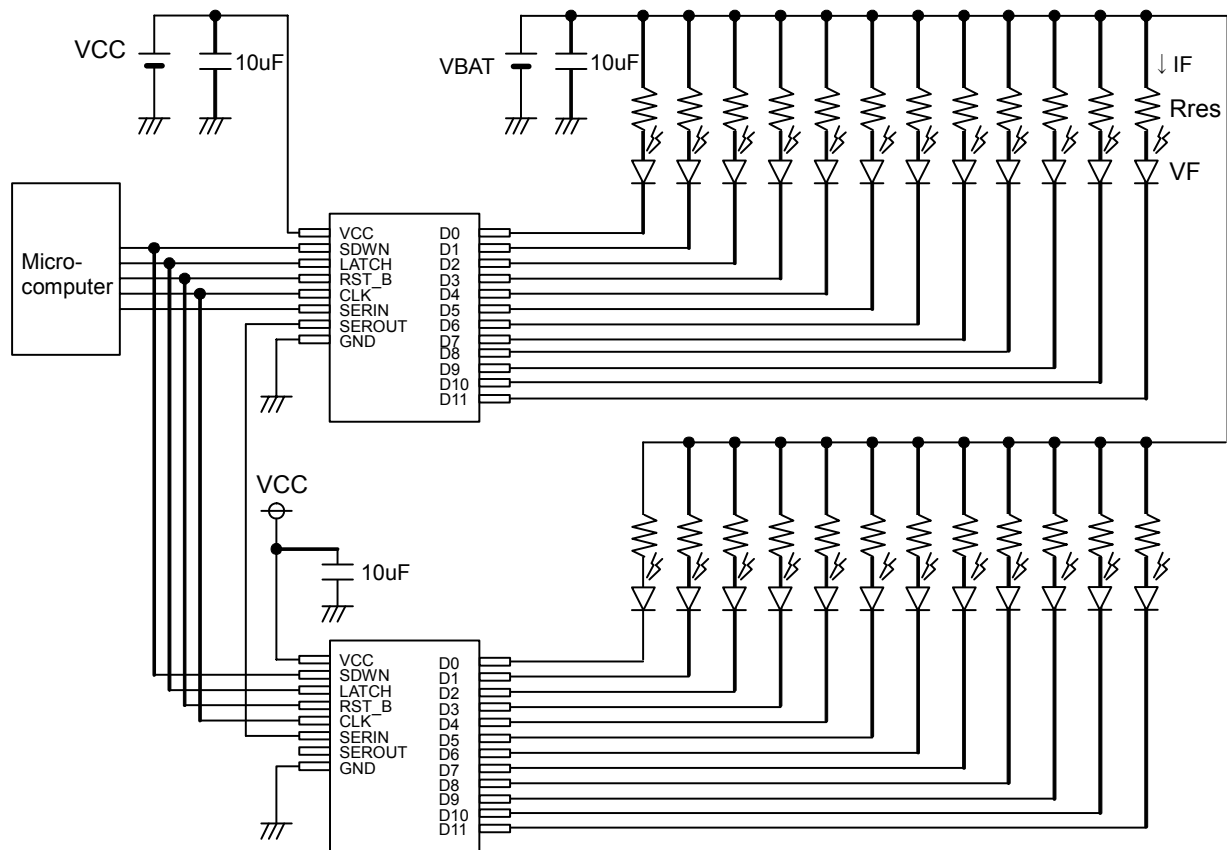 VCC
10uF
VBAT
10uF
↓ IF
Rres
VF
Micro-
computer
VCC
SDWN
LATCH
RST_B
CLK
SERIN
SEROUT
GND
D0
D1
D2
D3
D4
D5
D6
D7
D8
D9
D10
D11
VCC
10uF
VCC
SDWN
LATCH
RST_B
CLK
SERIN
SEROUT
GND
D0
D1
D2
D3
D4
D5
D6
D7
D8
D9
D10
D11